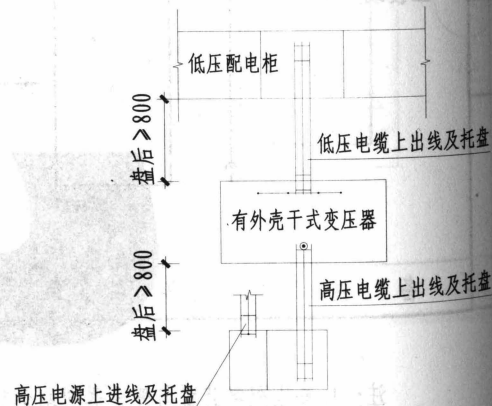 低压配电柜
盘后≥800
低压电缆上出线及托盘
有外壳干式变压器
盘后≥800
高压电缆上出线及托盘
高压电源上进线及托盘